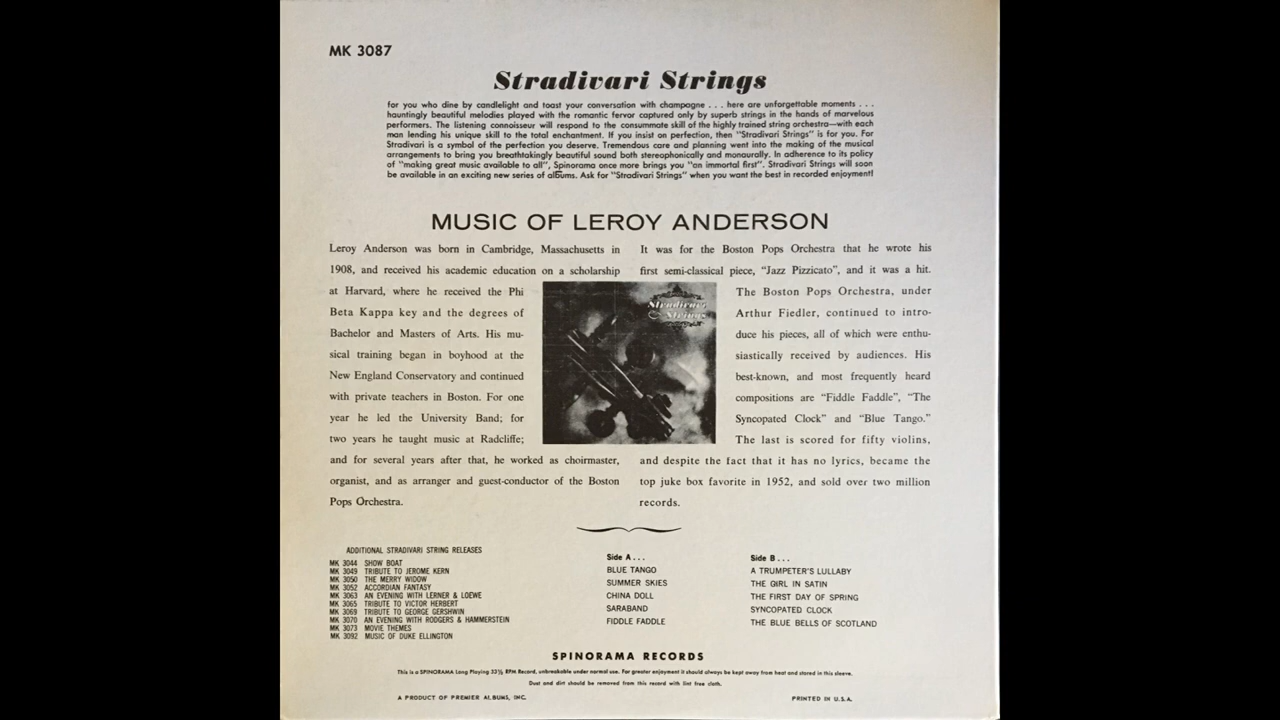 MK 3087
Stradivari Strings
for you who dine by candlelight and toast your conversation with champagne . . . here are unforgettable moments . . .
hauntingly beautiful melodies played with the romantic fervor captured only by superb strings in the hands of marvelous
performers. The listening connoisseur will respond to the consummate skill of the highly trained string orchestra—with each
man lending his unique skill to the total enchantment. If you insist on perfection, then "Stradivari Strings" is for you. For
Stradivari is a symbol of the perfection you deserve. Tremendous care and planning went into the making of the musical
arrangements to bring you breathtakingly beautiful sound both stereophonically and monaurally. In adherence to its policy
of "making great music available to all", Spinorama once more brings you "an immortal first". Stradivari Strings will soon
be available in an exciting new series of albums. Ask for "Stradivari Strings" when you want the best in recorded enjoyment!
MUSIC OF LEROY ANDERSON
Leroy Anderson was born in Cambridge, Massachusetts in
1908, and received his academic education on a scholarship
at Harvard, where he received the Phi
Beta Kappa key and the degrees of
Bachelor and Masters of Arts. His mu-
sical training began in boyhood at the
New England Conservatory and continued
with private teachers in Boston. For one
year he led the University Band; for
two years he taught music at Radcliffe;
and for several years after that, he worked as choirmaster,
organist, and as arranger and guest-conductor of the Boston
Pops Orchestra.
It was for the Boston Pops Orchestra that he wrote his
first semi-classical piece, "Jazz Pizzicato", and it was a hit.
The Boston Pops Orchestra, under
Arthur Fiedler, continued to intro-
duce his pieces, all of which were enthu-
siastically received by audiences. His
best-known, and most frequently heard
compositions are "Fiddle Faddle", "The
Syncopated Clock" and "Blue Tango."
The last is scored for fifty violins,
and despite the fact that it has no lyrics, became the
top juke box favorite in 1952, and sold over two million
records.
Stradivari
Strings
ADDITIONAL STRADIVARI STRING RELEASES
MK 3044 SHOW BOAT
MK 3049 TRIBUTE TO JEROME KERN
MK 3050 THE MERRY WIDOW
MK 3052 ACCORDIAN FANTASY
MK 3063 AN EVENING WITH LERNER & LOEWE
MK 3065 TRIBUTE TO VICTOR HERBERT
MK 3069 TRIBUTE TO GEORGE GERSHWIN
MK 3070 AN EVENING WITH RODGERS & HAMMERSTEIN
MK 3073 MOVIE THEMES
MK 3092 MUSIC OF DUKE ELLINGTON
Side A . . .
BLUE TANGO
SUMMER SKIES
CHINA DOLL
SARABAND
FIDDLE FADDLE
Side B . . .
A TRUMPETER'S LULLABY
THE GIRL IN SATIN
THE FIRST DAY OF SPRING
SYNCOPATED CLOCK
THE BLUE BELLS OF SCOTLAND
SPINORAMA RECORDS
This is a SPINORAMA Long Playing 33⅓ RPM Record, unbreakable under normal use. For greater enjoyment it should always be kept away from heat and stored in this sleeve.
Dust and dirt should be removed from this record with lint free cloth.
A PRODUCT OF PREMIER ALBUMS, INC.
PRINTED IN U.S.A.